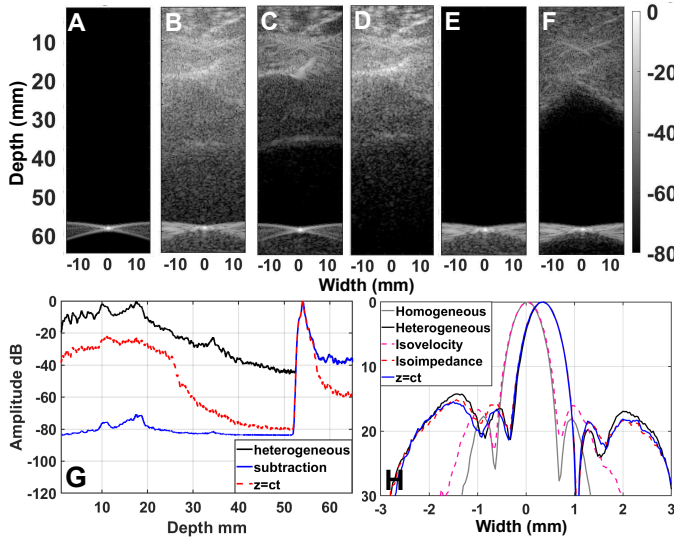 A B C D E F
0
10
20
30
40
50
60
Depth (mm)
-10 0 10 -10 0 10 -10 0 10 -10 0 10 -10 0 10 -10 0 10
Width (mm)
0
-20
-40
-60
-80
0
-20
-40
-60
-80
-100
-120
Amplitude dB
0 10 20 30 40 50 60
Depth mm
heterogeneous
subtraction
z=ct
G
0
10
20
30
-3 -2 -1 0 1 2 3
Width (mm)
Homogeneous
Heterogeneous
Isovelocity
Isoimpedance
z=ct
H